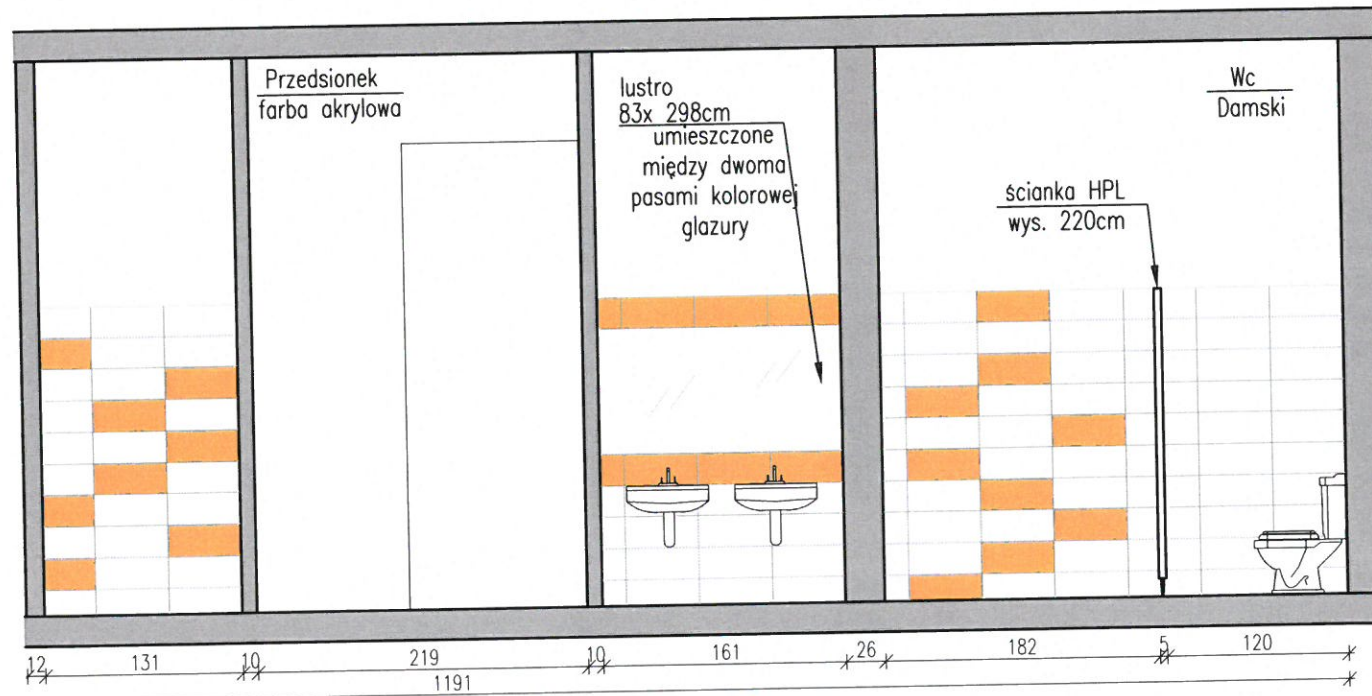 Przedsionek
farba akrylowa
lustro
83x 298cm
umieszczone
między dwoma
pasami kolorowej
glazury
Wc
Damski
ścianka HPL
wys. 220cm
12 131 10 219 10 161 26 182 5 120
1191